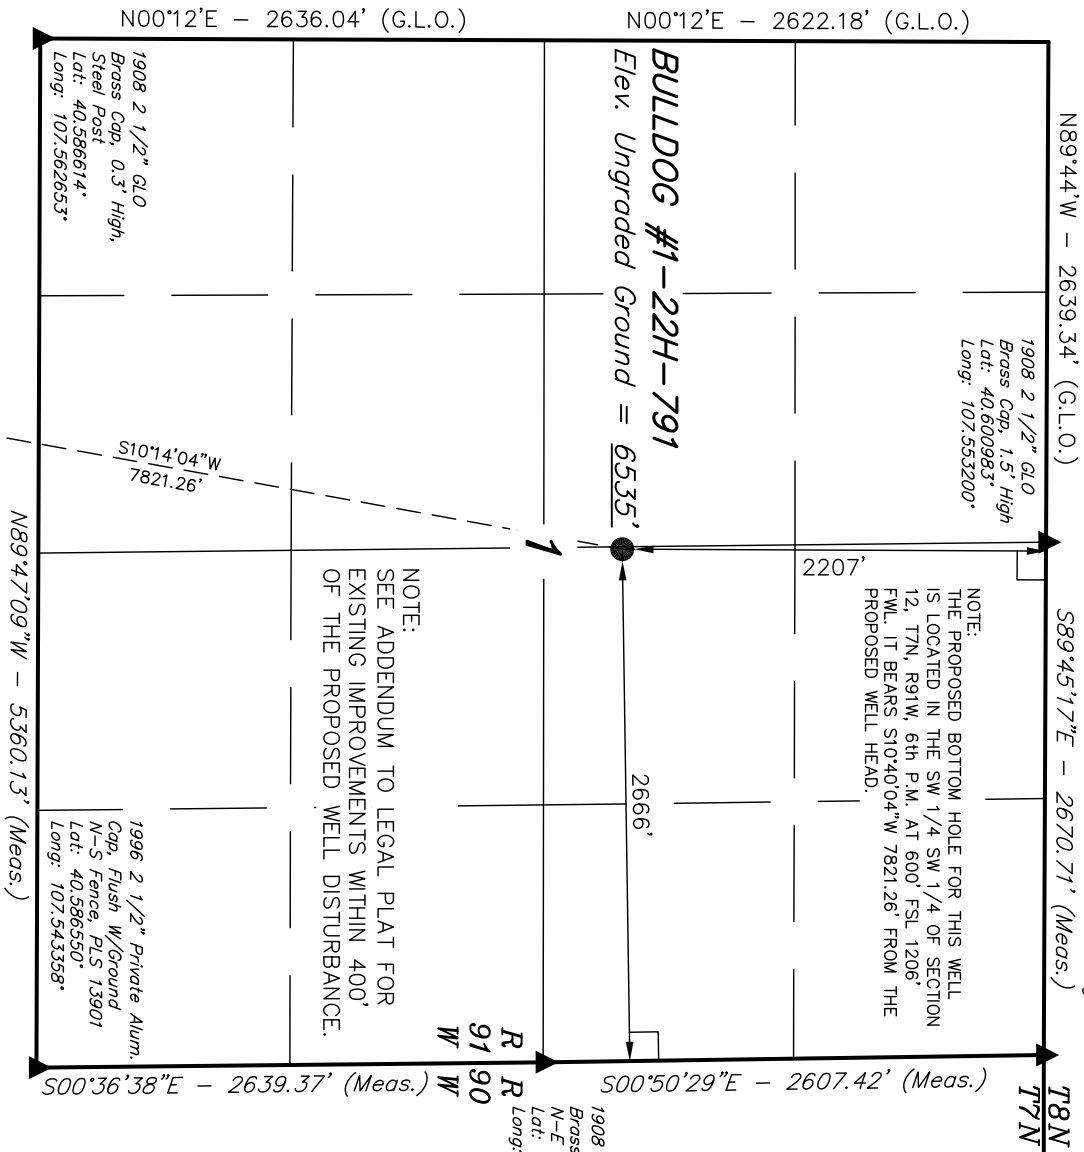 N00°12'E – 2636.04' (G.L.O.)
N00°12'E – 2622.18' (G.L.O.)
N89°44'W – 2639.34' (G.L.O.)
S89°45'17"E – 2670.71' (Meas.)
T8N
T7N
1908 2 1/2" GLO
Brass Cap, 1.5' High
Lat: 40.600983°
Long: 107.553200°
NOTE:
THE PROPOSED BOTTOM HOLE FOR THIS WELL
IS LOCATED IN THE SW 1/4 SW 1/4 OF SECTION
12, T7N, R91W, 6th P.M. AT 600' FSL 1206'
FWL. IT BEARS S10°40'04"W 7821.26' FROM THE
PROPOSED WELL HEAD.
2207'
BULLDOG #1-22H-791
Elev. Ungraded Ground = 6535'
2666'
1
S10°14'04"W
7821.26'
NOTE:
SEE ADDENDUM TO LEGAL PLAT FOR
EXISTING IMPROVEMENTS WITHIN 400'
OF THE PROPOSED WELL DISTURBANCE.
R R
91 90
W W
1908
Brass
N-E
Lat:
Long:
S00°50'29"E – 2607.42' (Meas.)
S00°36'38"E – 2639.37' (Meas.)
1908 2 1/2" GLO
Brass Cap, 0.3' High,
Steel Post
Lat: 40.586614°
Long: 107.562653°
1996 2 1/2" Private Alum.
Cap, Flush W/Ground
N-S Fence, PLS 13901
Lat: 40.586550°
Long: 107.543358°
N89°47'09"W – 5360.13' (Meas.)